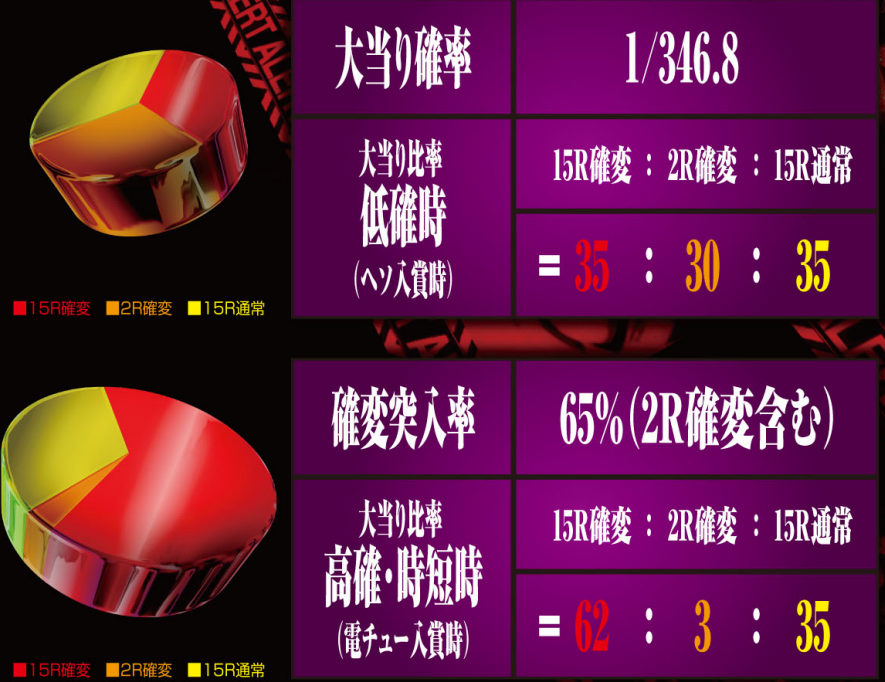 大当り確率
1/346.8
大当り比率
低確時
(ヘソ入賞時)
15R確変 : 2R確変 : 15R通常
= 35 : 30 : 35
■15R確変 ■2R確変 ■15R通常
確変突入率
65%(2R確変含む)
大当り比率
高確・時短時
(電チュー入賞時)
15R確変 : 2R確変 : 15R通常
= 62 : 3 : 35
■15R確変 ■2R確変 ■15R通常